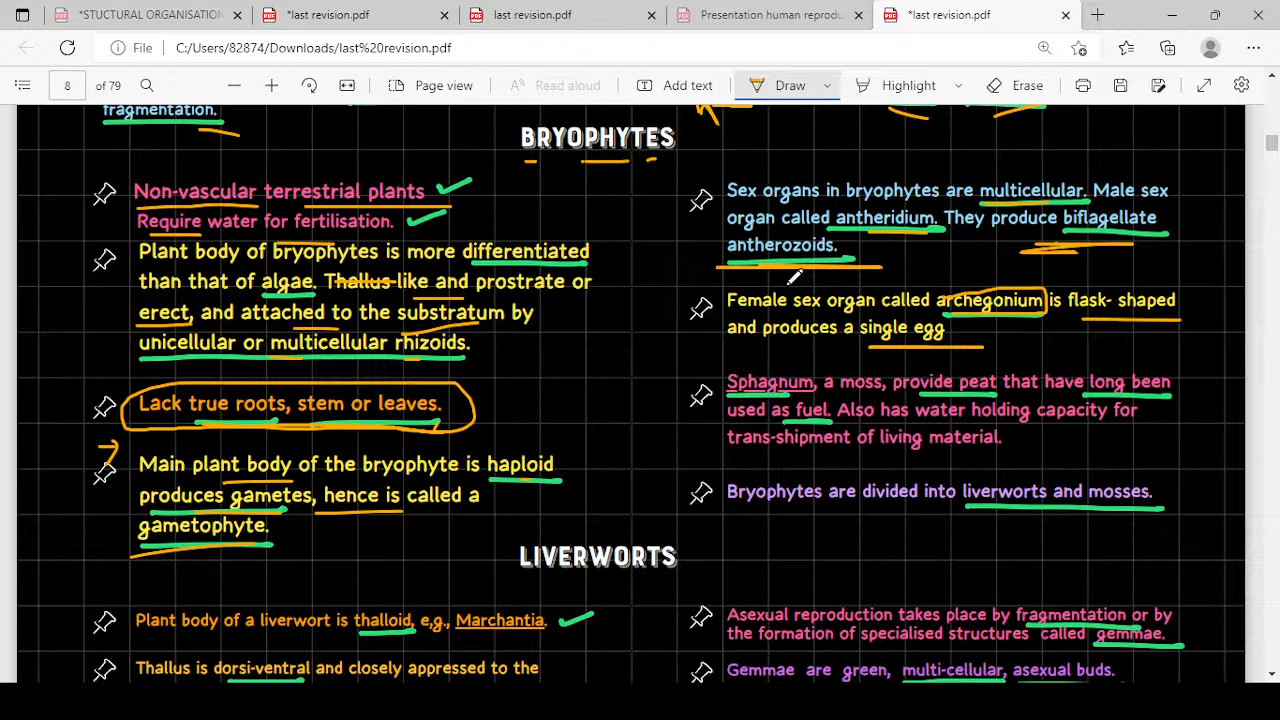 *STUCTURAL ORGANISATION
*last revision.pdf
last revision.pdf
Presentation human reprodu
*last revision.pdf
File
C:/Users/82874/Downloads/last%20revision.pdf
8
of 79
Page view
Read aloud
Add text
Draw
Highlight
Erase
fragmentation.
BRYOPHYTES
Non-vascular terrestrial plants
Require water for fertilisation.
Plant body of bryophytes is more differentiated
than that of algae. Thallus like and prostrate or
erect, and attached to the substratum by
unicellular or multicellular rhizoids.
Lack true roots, stem or leaves.
Main plant body of the bryophyte is haploid
produces gametes, hence is called a
gametophyte.
Sex organs in bryophytes are multicellular. Male sex
organ called antheridium. They produce biflagellate
antherozoids.
Female sex organ called archegonium is flask- shaped
and produces a single egg
Sphagnum, a moss, provide peat that have long been
used as fuel. Also has water holding capacity for
trans-shipment of living material.
Bryophytes are divided into liverworts and mosses.
LIVERWORTS
Plant body of a liverwort is thalloid, e,g., Marchantia.
Thallus is dorsi-ventral and closely appressed to the
Asexual reproduction takes place by fragmentation or by
the formation of specialised structures called gemmae.
Gemmae are green, multi-cellular, asexual buds.